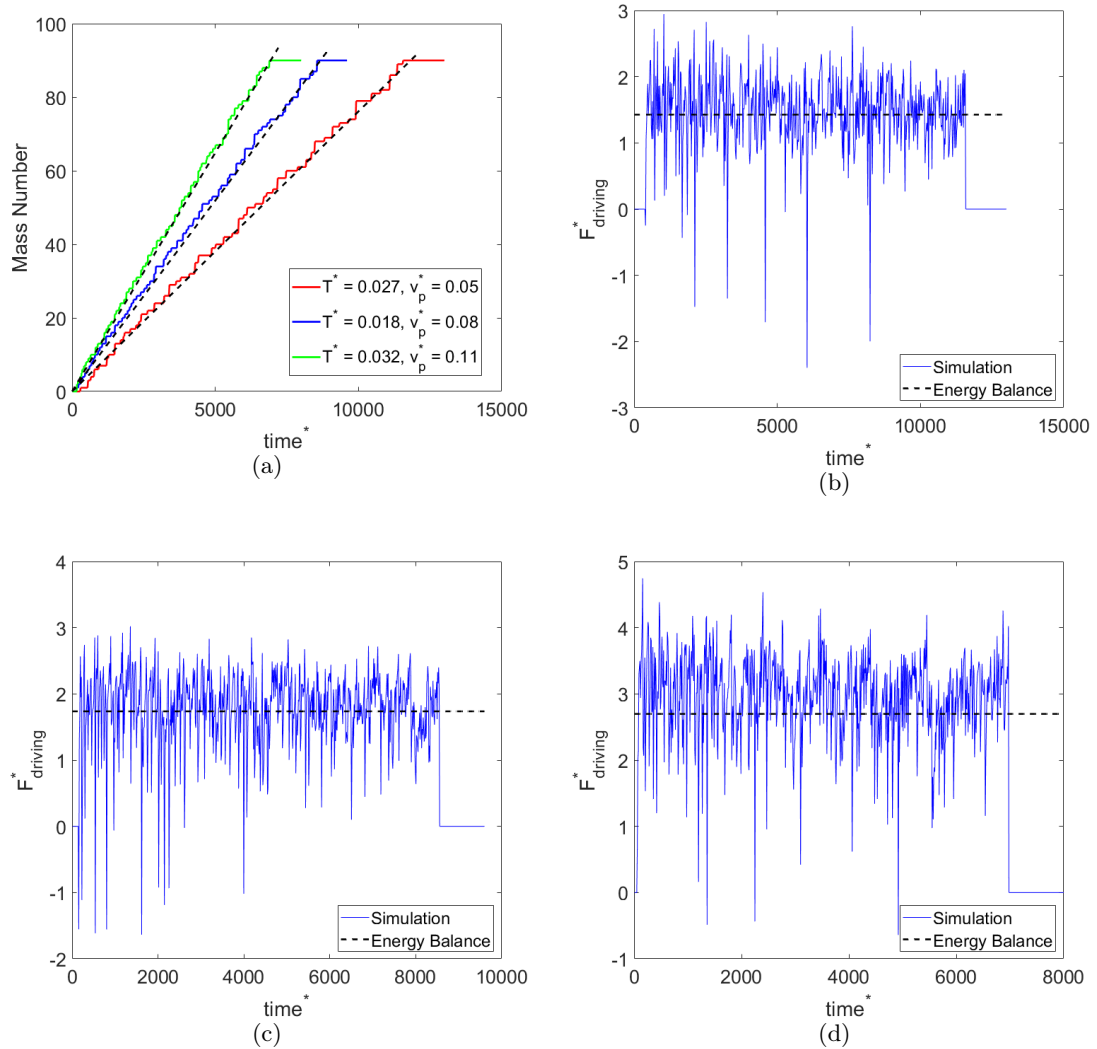 100
80
60
40
20
0
Mass Number
T* = 0.027, v*p = 0.05
T* = 0.018, v*p = 0.08
T* = 0.032, v*p = 0.11
0 5000 10000 15000
time*
(a)
3
2
1
0
-1
-2
-3
F*driving
Simulation
Energy Balance
0 5000 10000 15000
time*
(b)
4
3
2
1
0
-1
-2
F*driving
Simulation
Energy Balance
0 2000 4000 6000 8000 10000
time*
(c)
5
4
3
2
1
0
-1
F*driving
Simulation
Energy Balance
0 2000 4000 6000 8000
time*
(d)